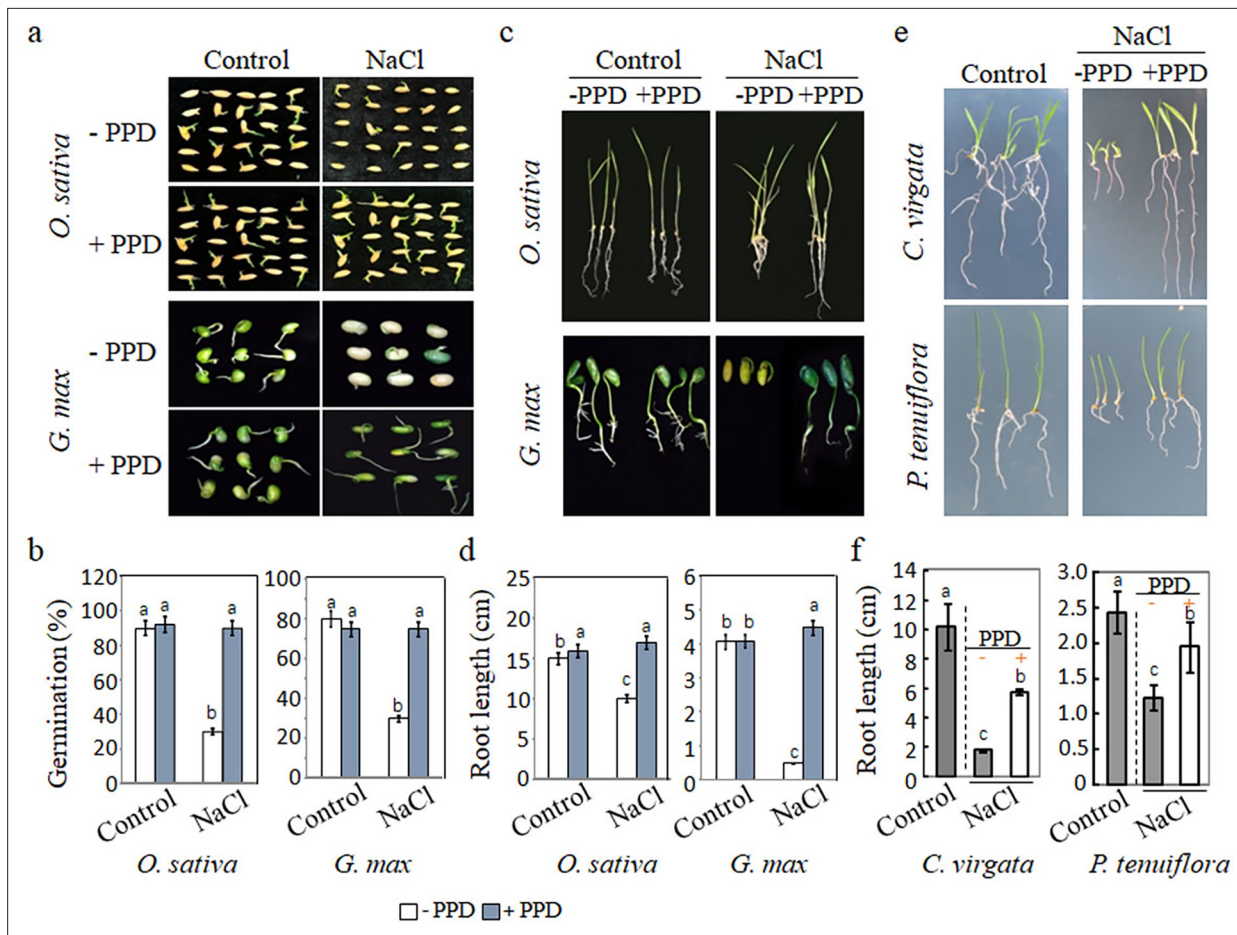 a
Control NaCl
O. sativa
- PPD
+ PPD
G. max
- PPD
+ PPD
b
Germination (%)
120
100
80
60
40
20
0
a a
b
a
Control NaCl
O. sativa
100
80
60
40
20
0
a
a
b
a
Control NaCl
G. max
c
Control NaCl
-PPD +PPD -PPD +PPD
O. sativa
G. max
d
Root length (cm)
25
20
15
10
5
0
b
a
c
a
Control NaCl
O. sativa
6
5
4
3
2
1
0
b b
c
a
Control NaCl
G. max
- PPD + PPD
e
NaCl
Control -PPD +PPD
C. virgata
P. tenuiflora
f
Root length (cm)
14
12
10
8
6
4
2
0
a
PPD
- +
c
b
Control NaCl
C. virgata
3.0
2.5
2.0
1.5
1.0
0.5
0.0
a
PPD
- +
c
b
Control NaCl
P. tenuiflora